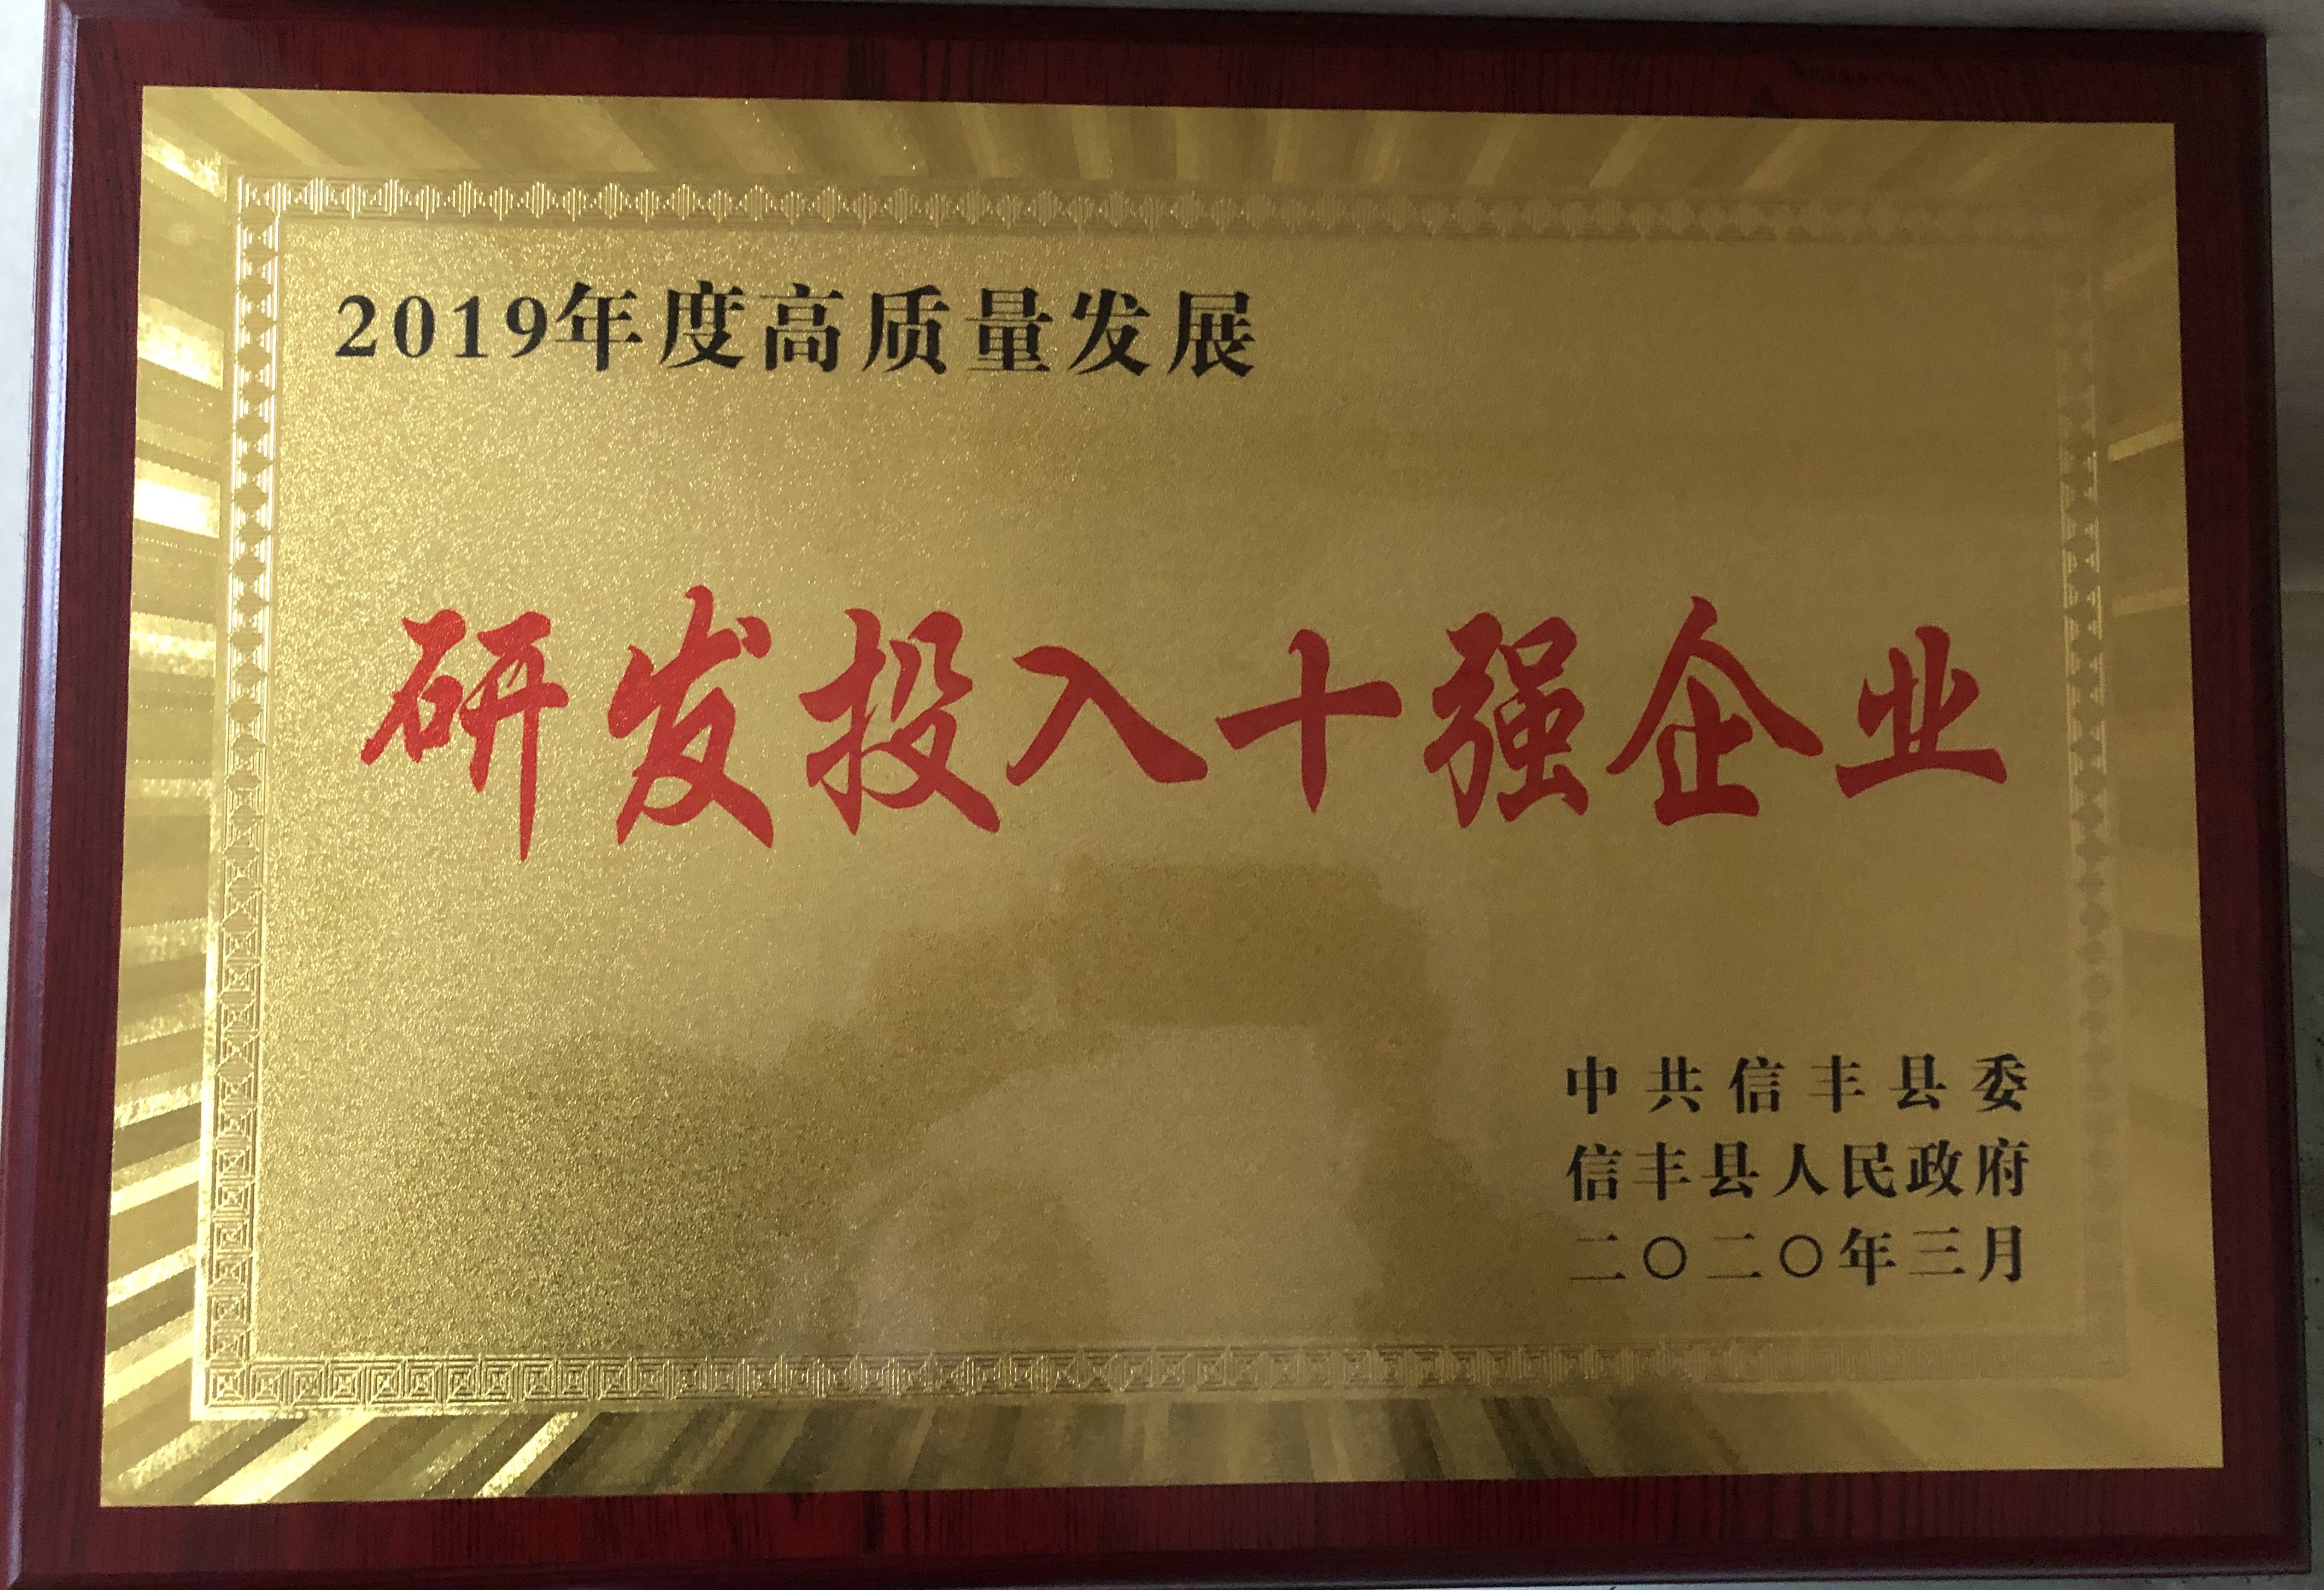 2019年度高质量发展
研发投入十强企业
中共信丰县委
信丰县人民政府
二〇二〇年三月